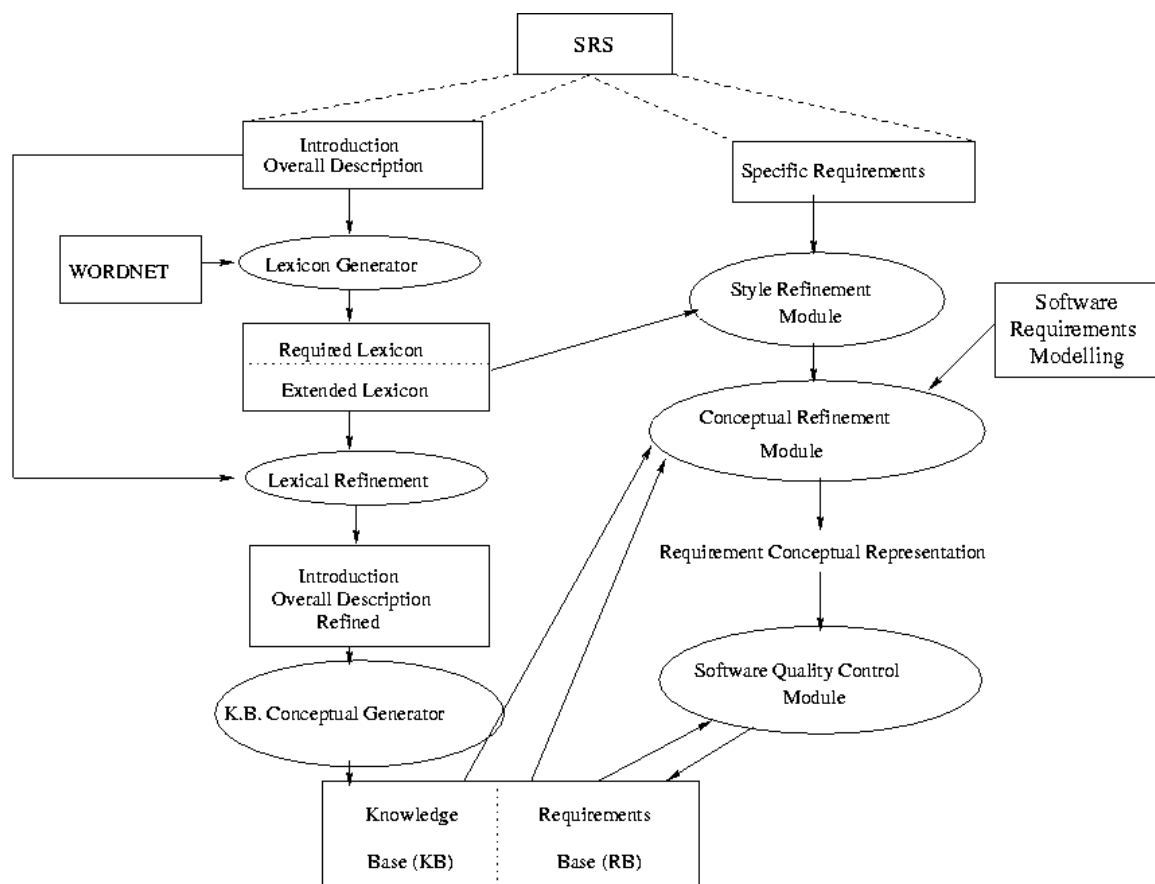 SRS
Introduction
Overall Description
Specific Requirements
WORDNET
Lexicon Generator
Style Refinement
Module
Software
Requirements
Modelling
Required Lexicon
Extended Lexicon
Conceptual Refinement
Module
Lexical Refinement
Requirement Conceptual Representation
Introduction
Overall Description
Refined
Software Quality Control
Module
K.B. Conceptual Generator
Knowledge
Base (KB)
Requirements
Base (RB)